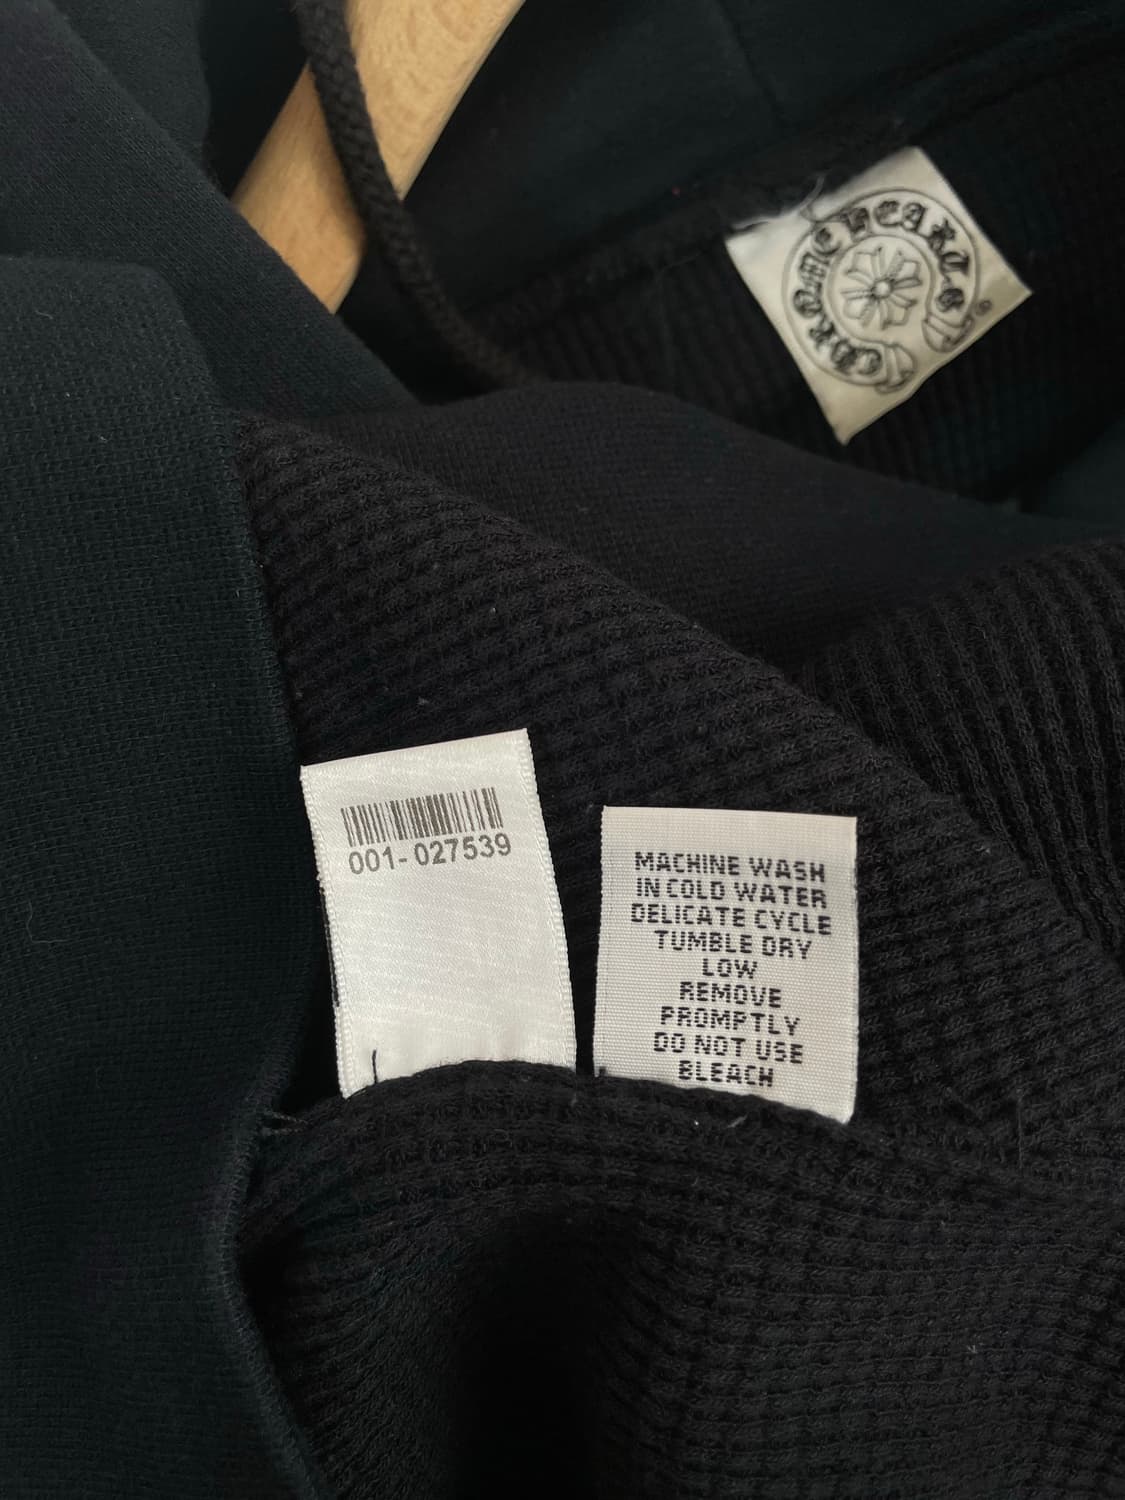 CHROME HEARTS
®
001-027539
MACHINE WASH
IN COLD WATER
DELICATE CYCLE
TUMBLE DRY
LOW
REMOVE
PROMPTLY
DO NOT USE
BLEACH